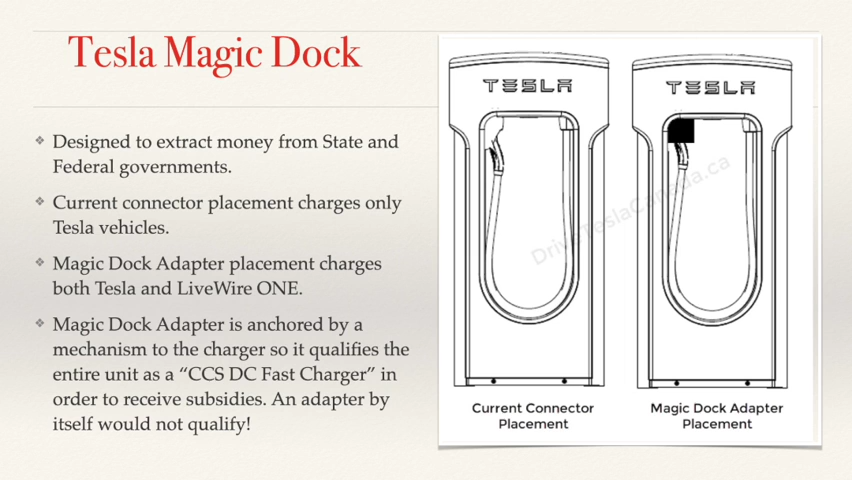 Tesla Magic Dock
Designed to extract money from State and
Federal governments.
Current connector placement charges only
Tesla vehicles.
Magic Dock Adapter placement charges
both Tesla and LiveWire ONE.
Magic Dock Adapter is anchored by a
mechanism to the charger so it qualifies the
entire unit as a “CCS DC Fast Charger” in
order to receive subsidies. An adapter by
itself would not qualify!
TESLA
TESLA
DriveTeslaCanada.ca
Current Connector
Placement
Magic Dock Adapter
Placement